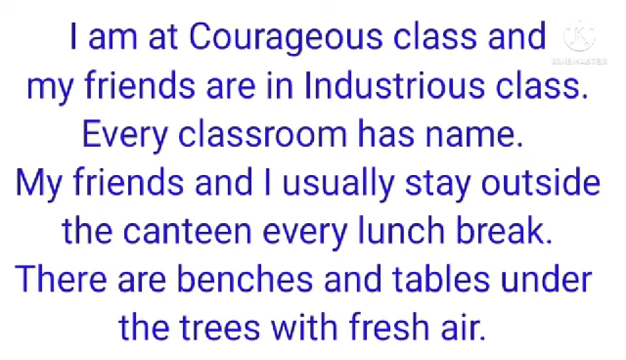 I am at Courageous class and
my friends are in Industrious class.
Every classroom has name.
My friends and I usually stay outside
the canteen every lunch break.
There are benches and tables under
the trees with fresh air.
KINEMASTER